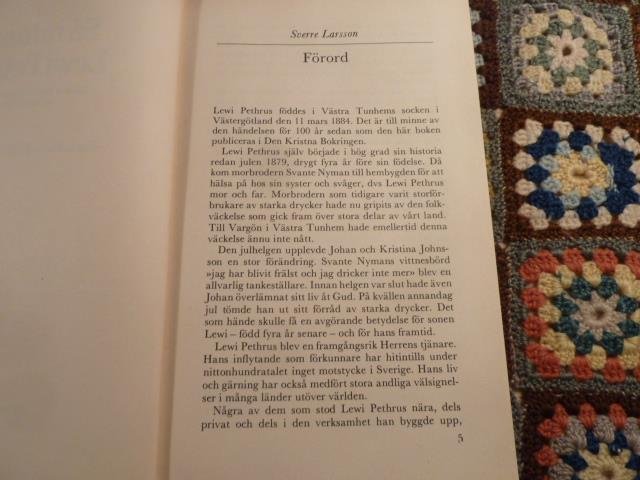 Sverre Larsson
Förord
Lewi Pethrus föddes i Västra Tunhems socken i
Västergötland den 11 mars 1884. Det är till minne av
den händelsen för 100 år sedan som den här boken
publiceras i Den Kristna Bokringen.
Lewi Pethrus själv började i hög grad sin historia
redan julen 1879, drygt fyra år före sin födelse. Då
kom morbrodern Svante Nyman till hembygden för att
hälsa på hos sin syster och svåger, dvs Lewi Pethrus
mor och far. Morbrodern som tidigare varit storför-
brukare av starka drycker hade nu gripits av den folk-
väckelse som gick fram över stora delar av vårt land.
Till Vargön i Västra Tunhem hade emellertid denna
väckelse ännu inte nått.
Den julhelgen upplevde Johan och Kristina Johns-
son en stor förändring. Svante Nymans vittnesbörd
»jag har blivit frälst och jag dricker inte mer» blev en
allvarlig tankeställare. Innan helgen var slut hade även
Johan överlämnat sitt liv åt Gud. På kvällen annandag
jul tömde han ut sitt förråd av starka drycker. Det
som hände skulle få en avgörande betydelse för sonen
Lewi – född fyra år senare – och för hans framtid.
Lewi Pethrus blev en framgångsrik Herrens tjänare.
Hans inflytande som förkunnare har hitintills under
nittonhundratalet inget motstycke i Sverige. Hans liv
och gärning har också medfört stora andliga välsignel-
ser i många länder utöver världen.
Några av dem som stod Lewi Pethrus nära, dels
privat och dels i den verksamhet han byggde upp,
5